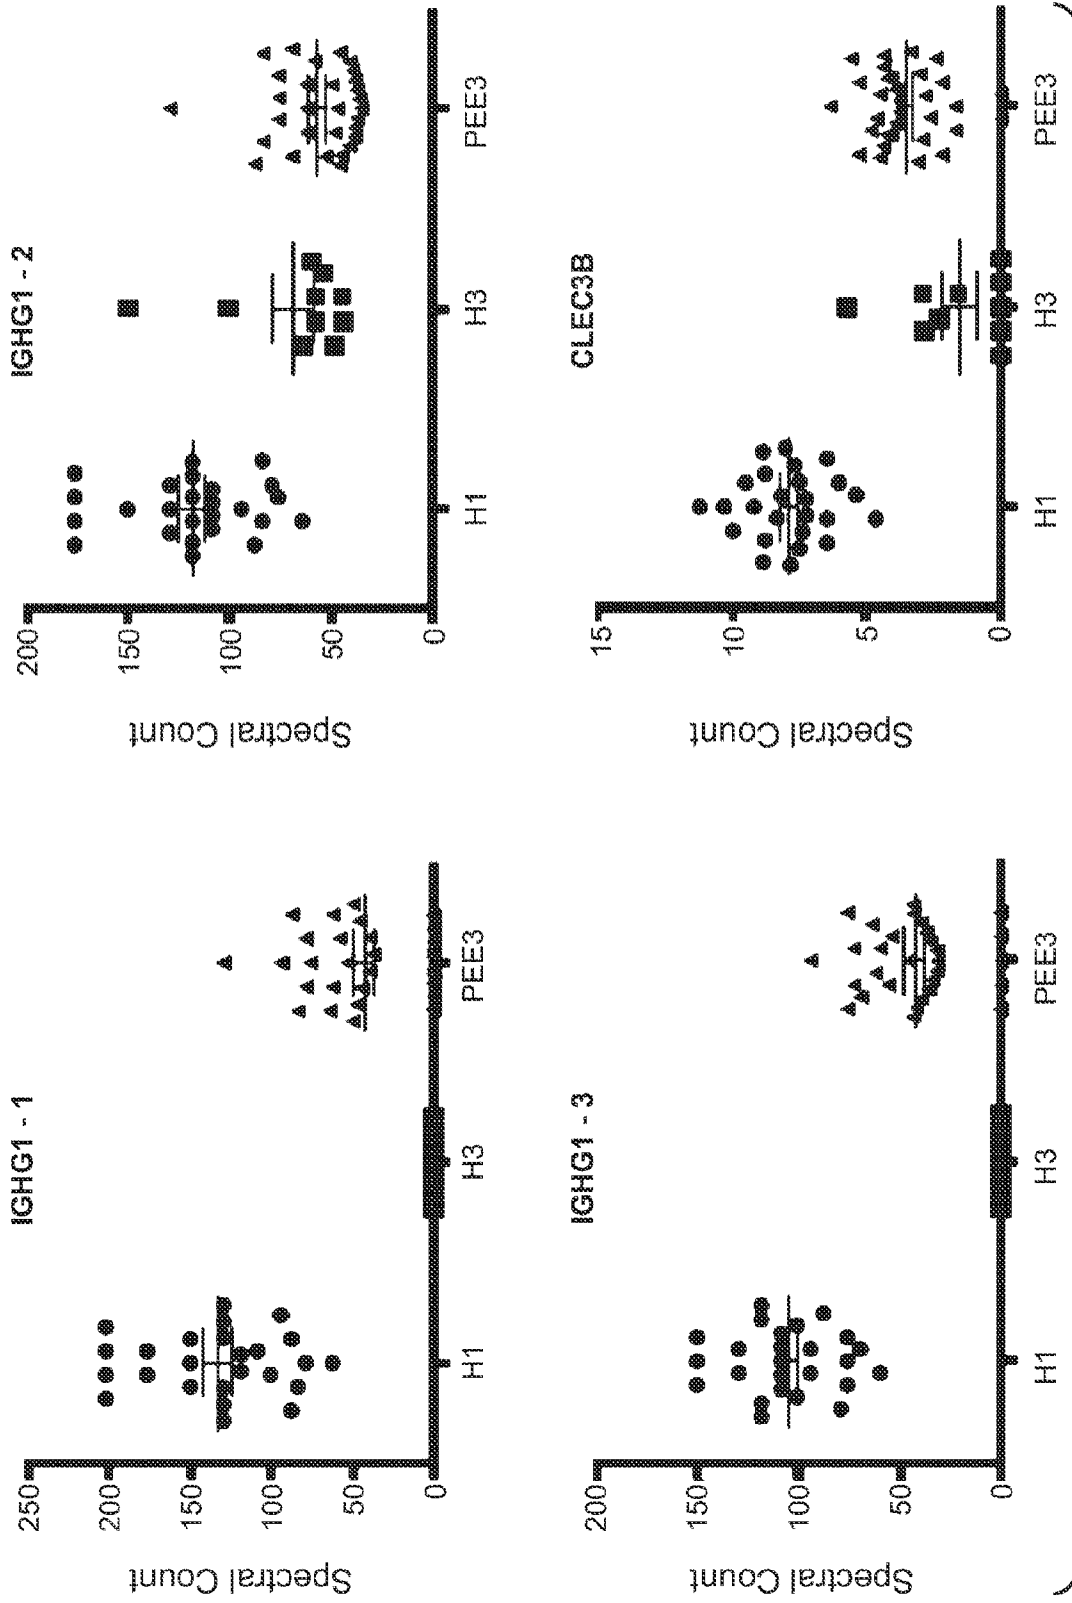 IGHG1 - 1
Spectral Count
250
200
150
100
50
0
H1
H3
PEE3
IGHG1 - 2
Spectral Count
200
150
100
50
0
H1
H3
PEE3
IGHG1 - 3
Spectral Count
200
150
100
50
0
H1
H3
PEE3
CLEC3B
Spectral Count
15
10
5
0
H1
H3
PEE3